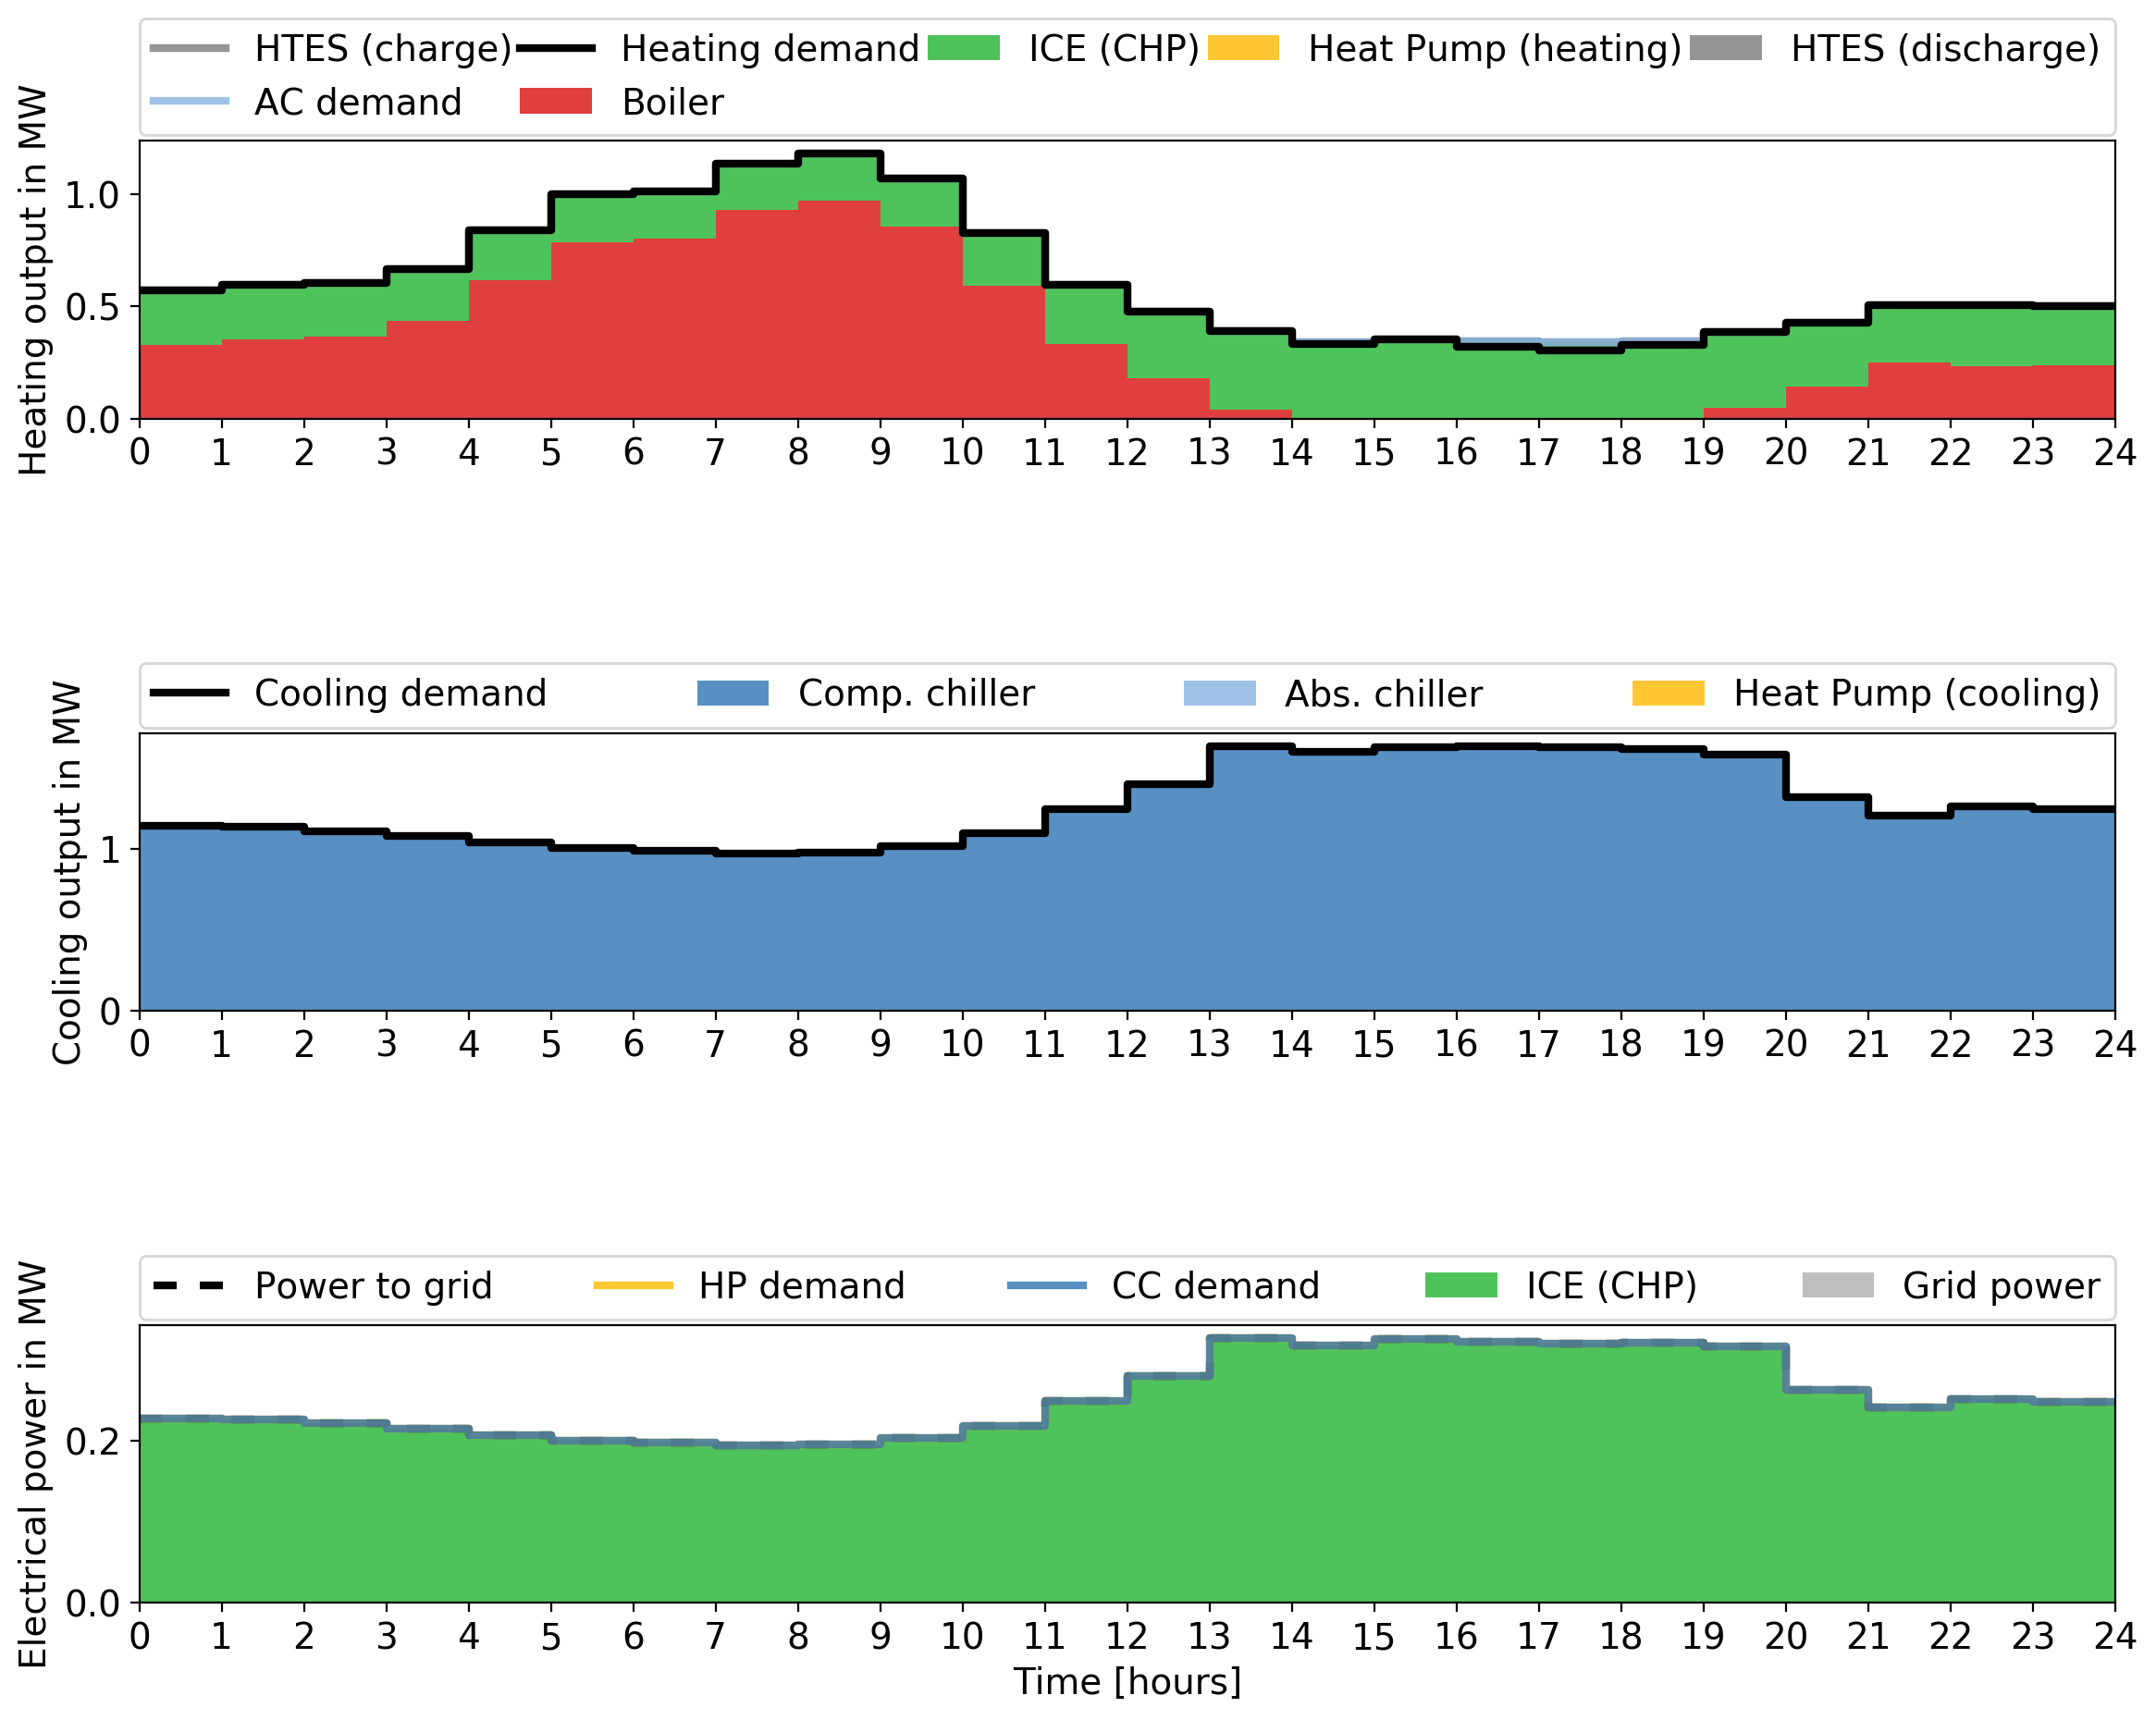 HTES (charge) Heating demand ICE (CHP) Heat Pump (heating) HTES (discharge)
AC demand Boiler
Heating output in MW
1.0
0.5
0.0
0 1 2 3 4 5 6 7 8 9 10 11 12 13 14 15 16 17 18 19 20 21 22 23 24
Cooling demand Comp. chiller Abs. chiller Heat Pump (cooling)
Cooling output in MW
1
0
0 1 2 3 4 5 6 7 8 9 10 11 12 13 14 15 16 17 18 19 20 21 22 23 24
Power to grid HP demand CC demand ICE (CHP) Grid power
Electrical power in MW
0.2
0.0
0 1 2 3 4 5 6 7 8 9 10 11 12 13 14 15 16 17 18 19 20 21 22 23 24
Time [hours]